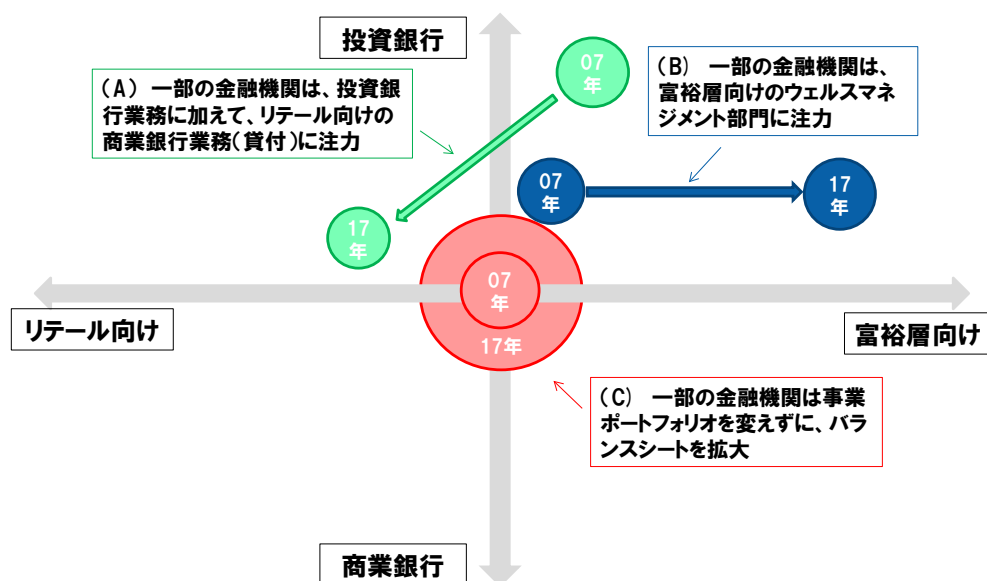 投資銀行
(A) 一部の金融機関は、投資銀
行業務に加えて、リテール向けの
商業銀行業務(貸付)に注力
07
年
(B) 一部の金融機関は、
富裕層向けのウェルスマネ
ジメント部門に注力
07
年
17
年
17
年
07
年
17年
リテール向け
富裕層向け
(C) 一部の金融機関は事業
ポートフォリオを変えずに、バラ
ンスシートを拡大
商業銀行